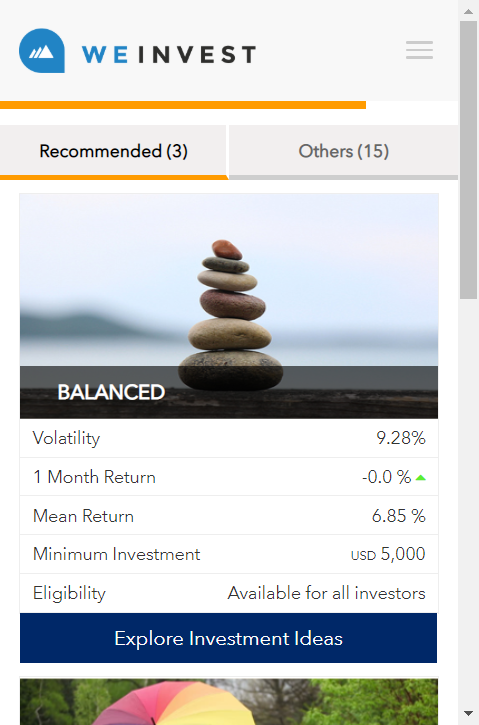 WEINVEST
Recommended (3)
Others (15)
BALANCED
Volatility 9.28%
1 Month Return -0.0 %
Mean Return 6.85 %
Minimum Investment USD 5,000
Eligibility Available for all investors
Explore Investment Ideas